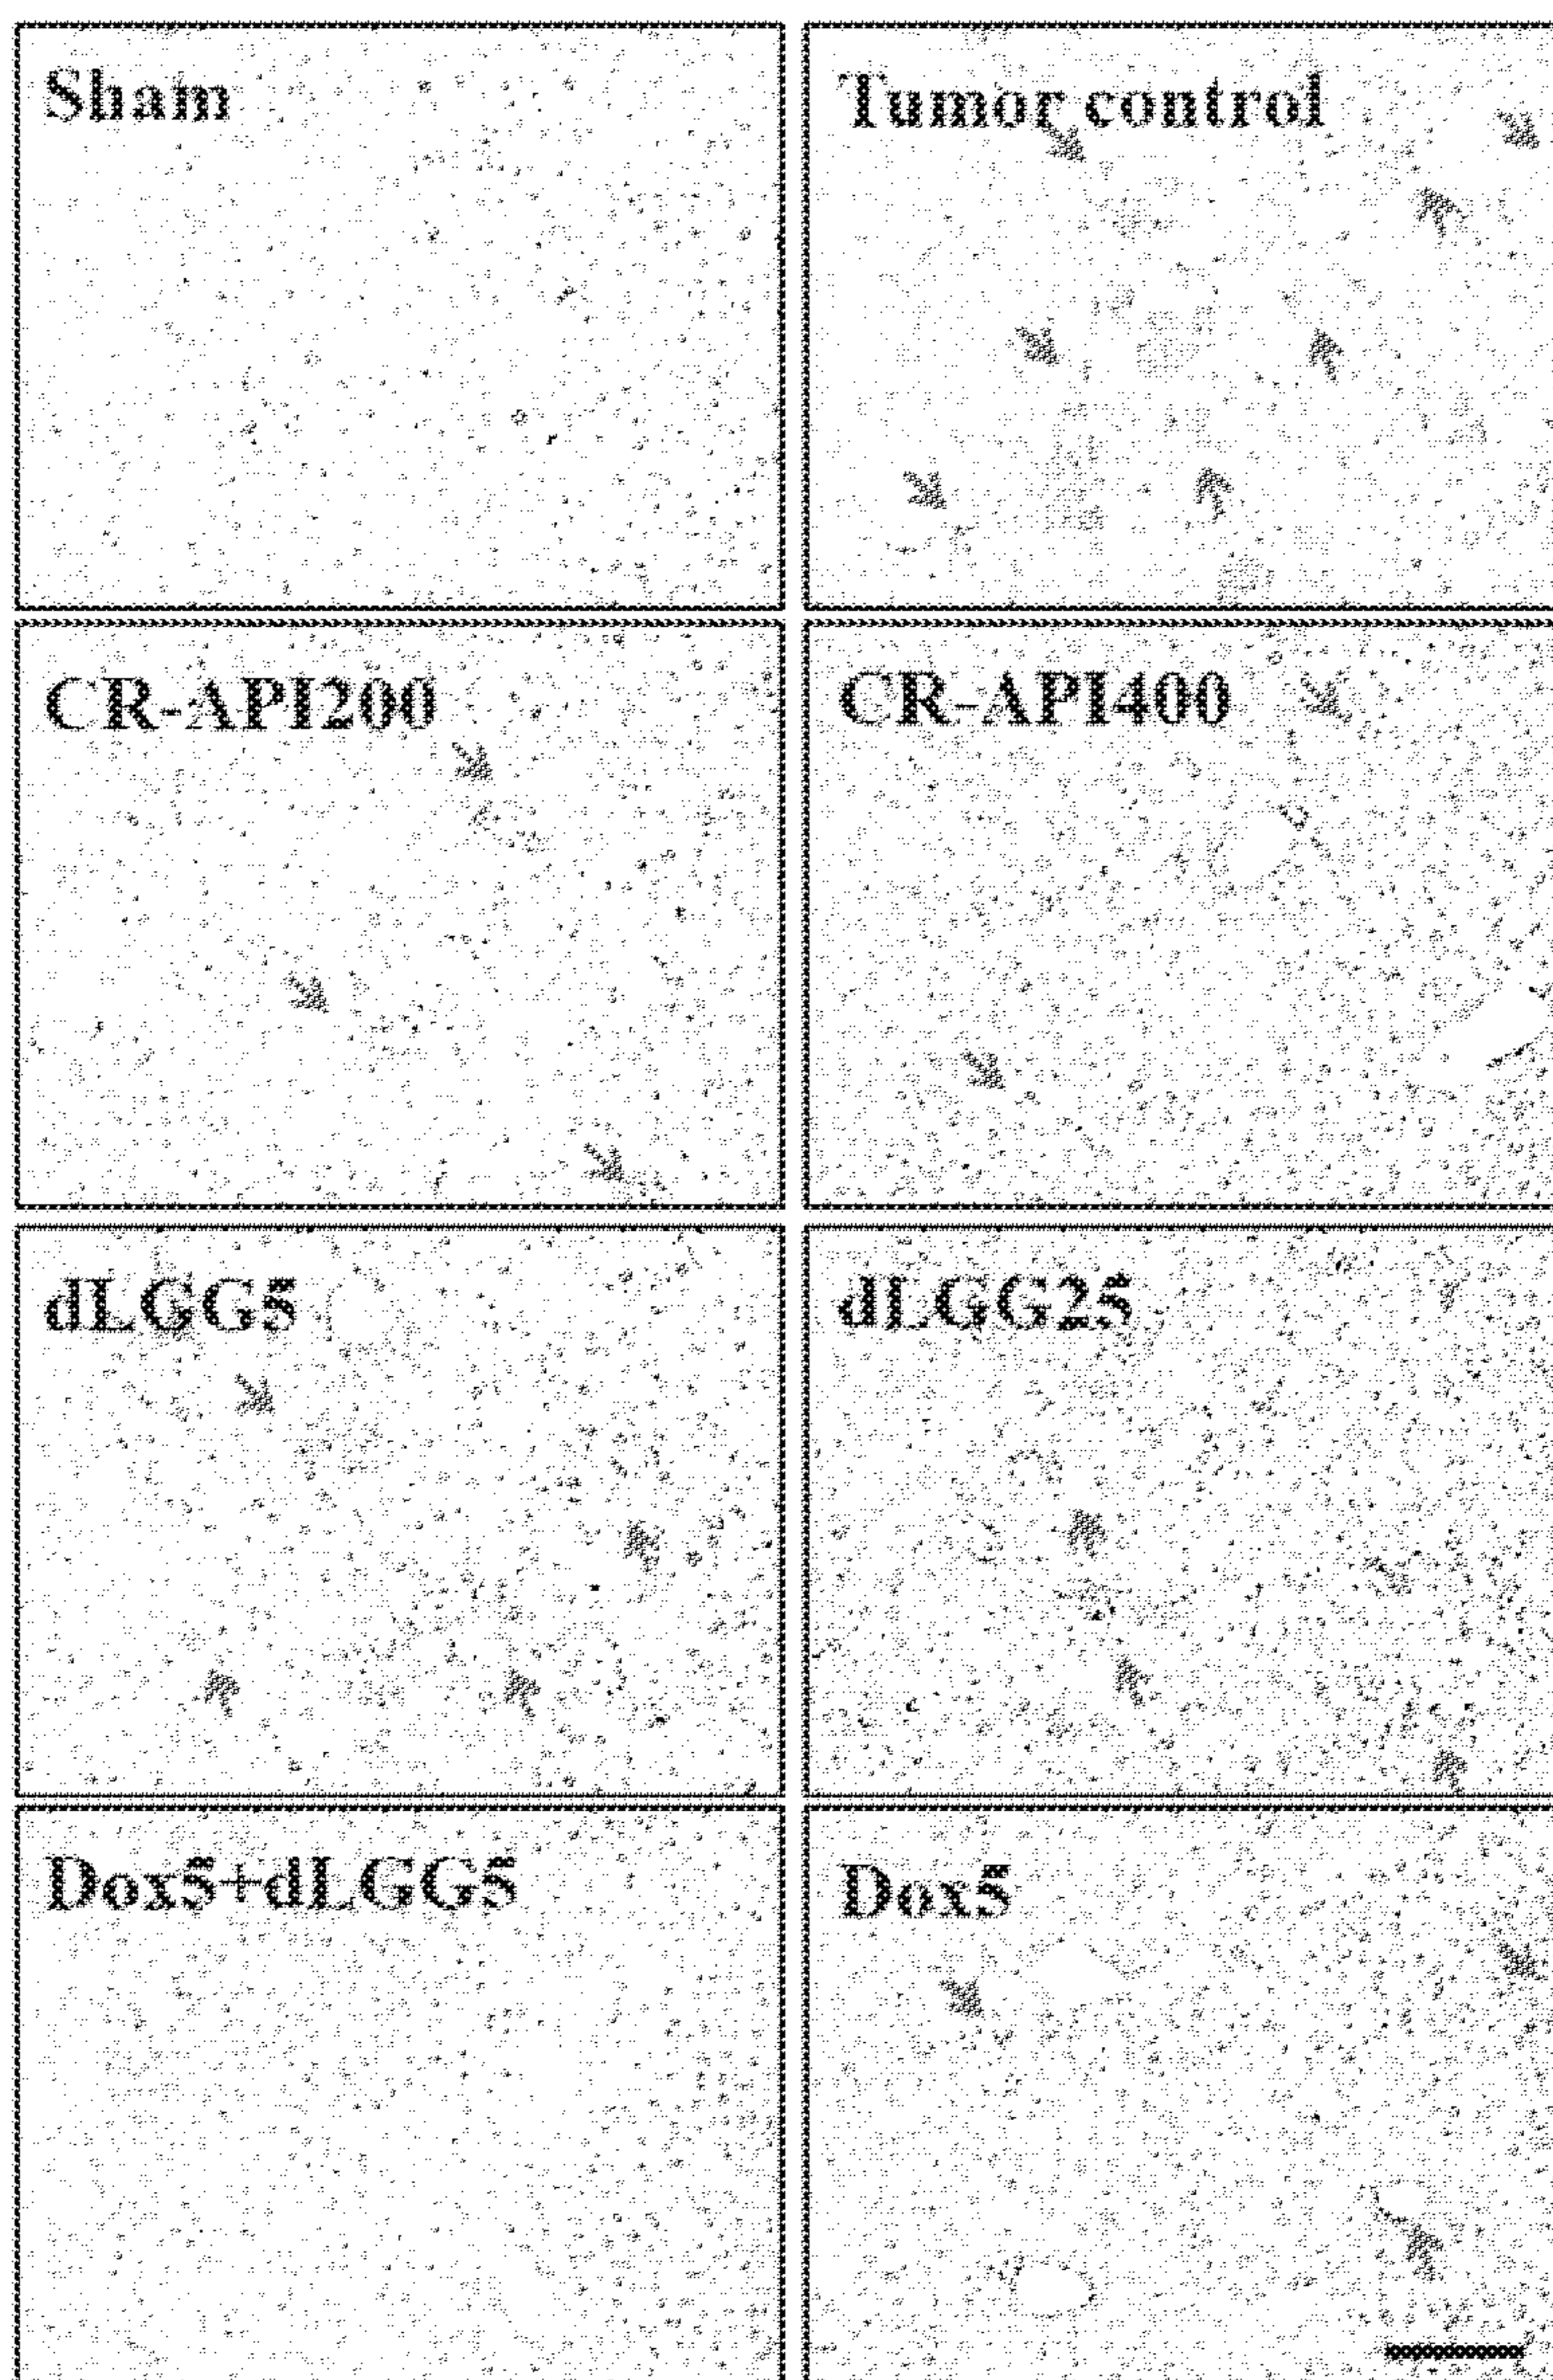 Sham
Tumor control
CR-API200
CR-API400
dLGG5
dLGG25
Dox5+dLGG5
Dox5